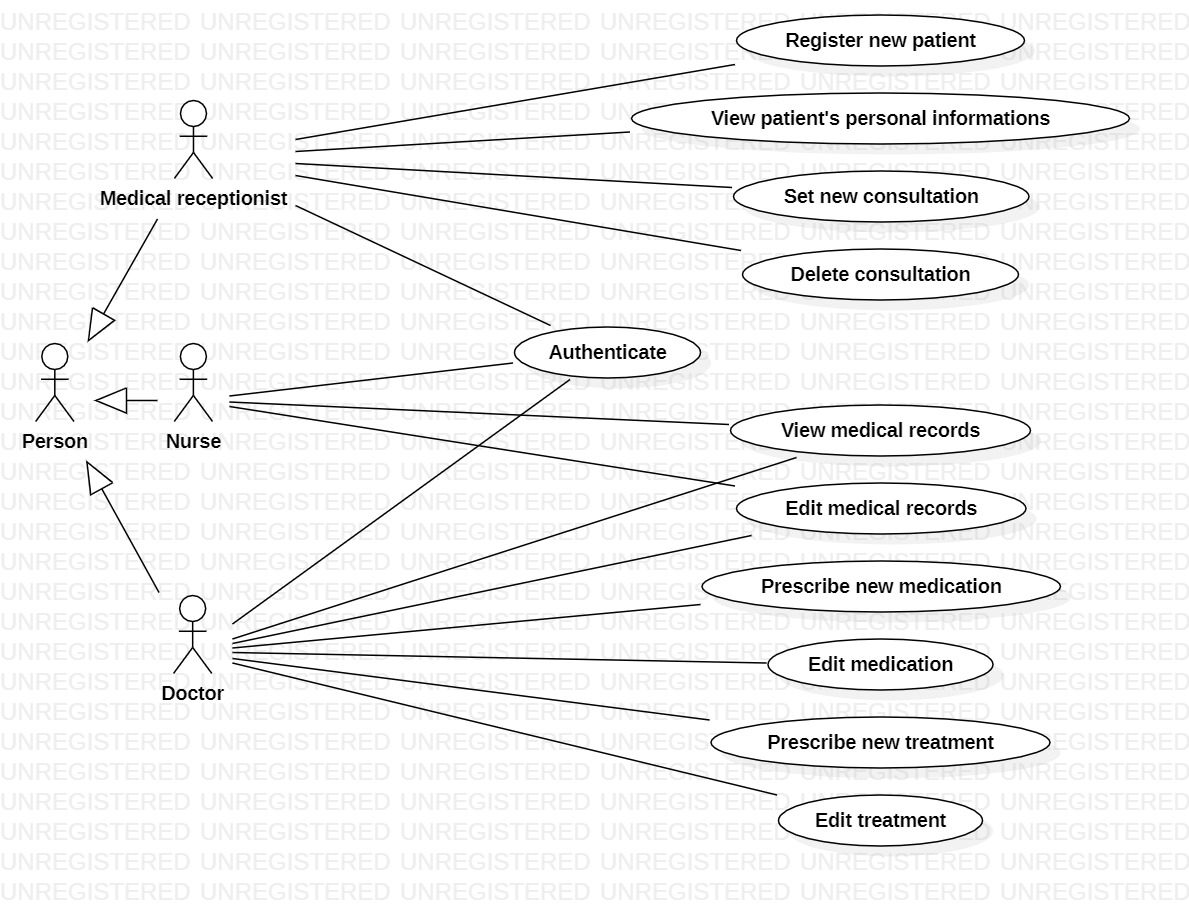 Register new patient
View patient's personal informations
Medical receptionist
Set new consultation
Delete consultation
Authenticate
Person
Nurse
View medical records
Edit medical records
Prescribe new medication
Edit medication
Doctor
Prescribe new treatment
Edit treatment
UNREGISTERED